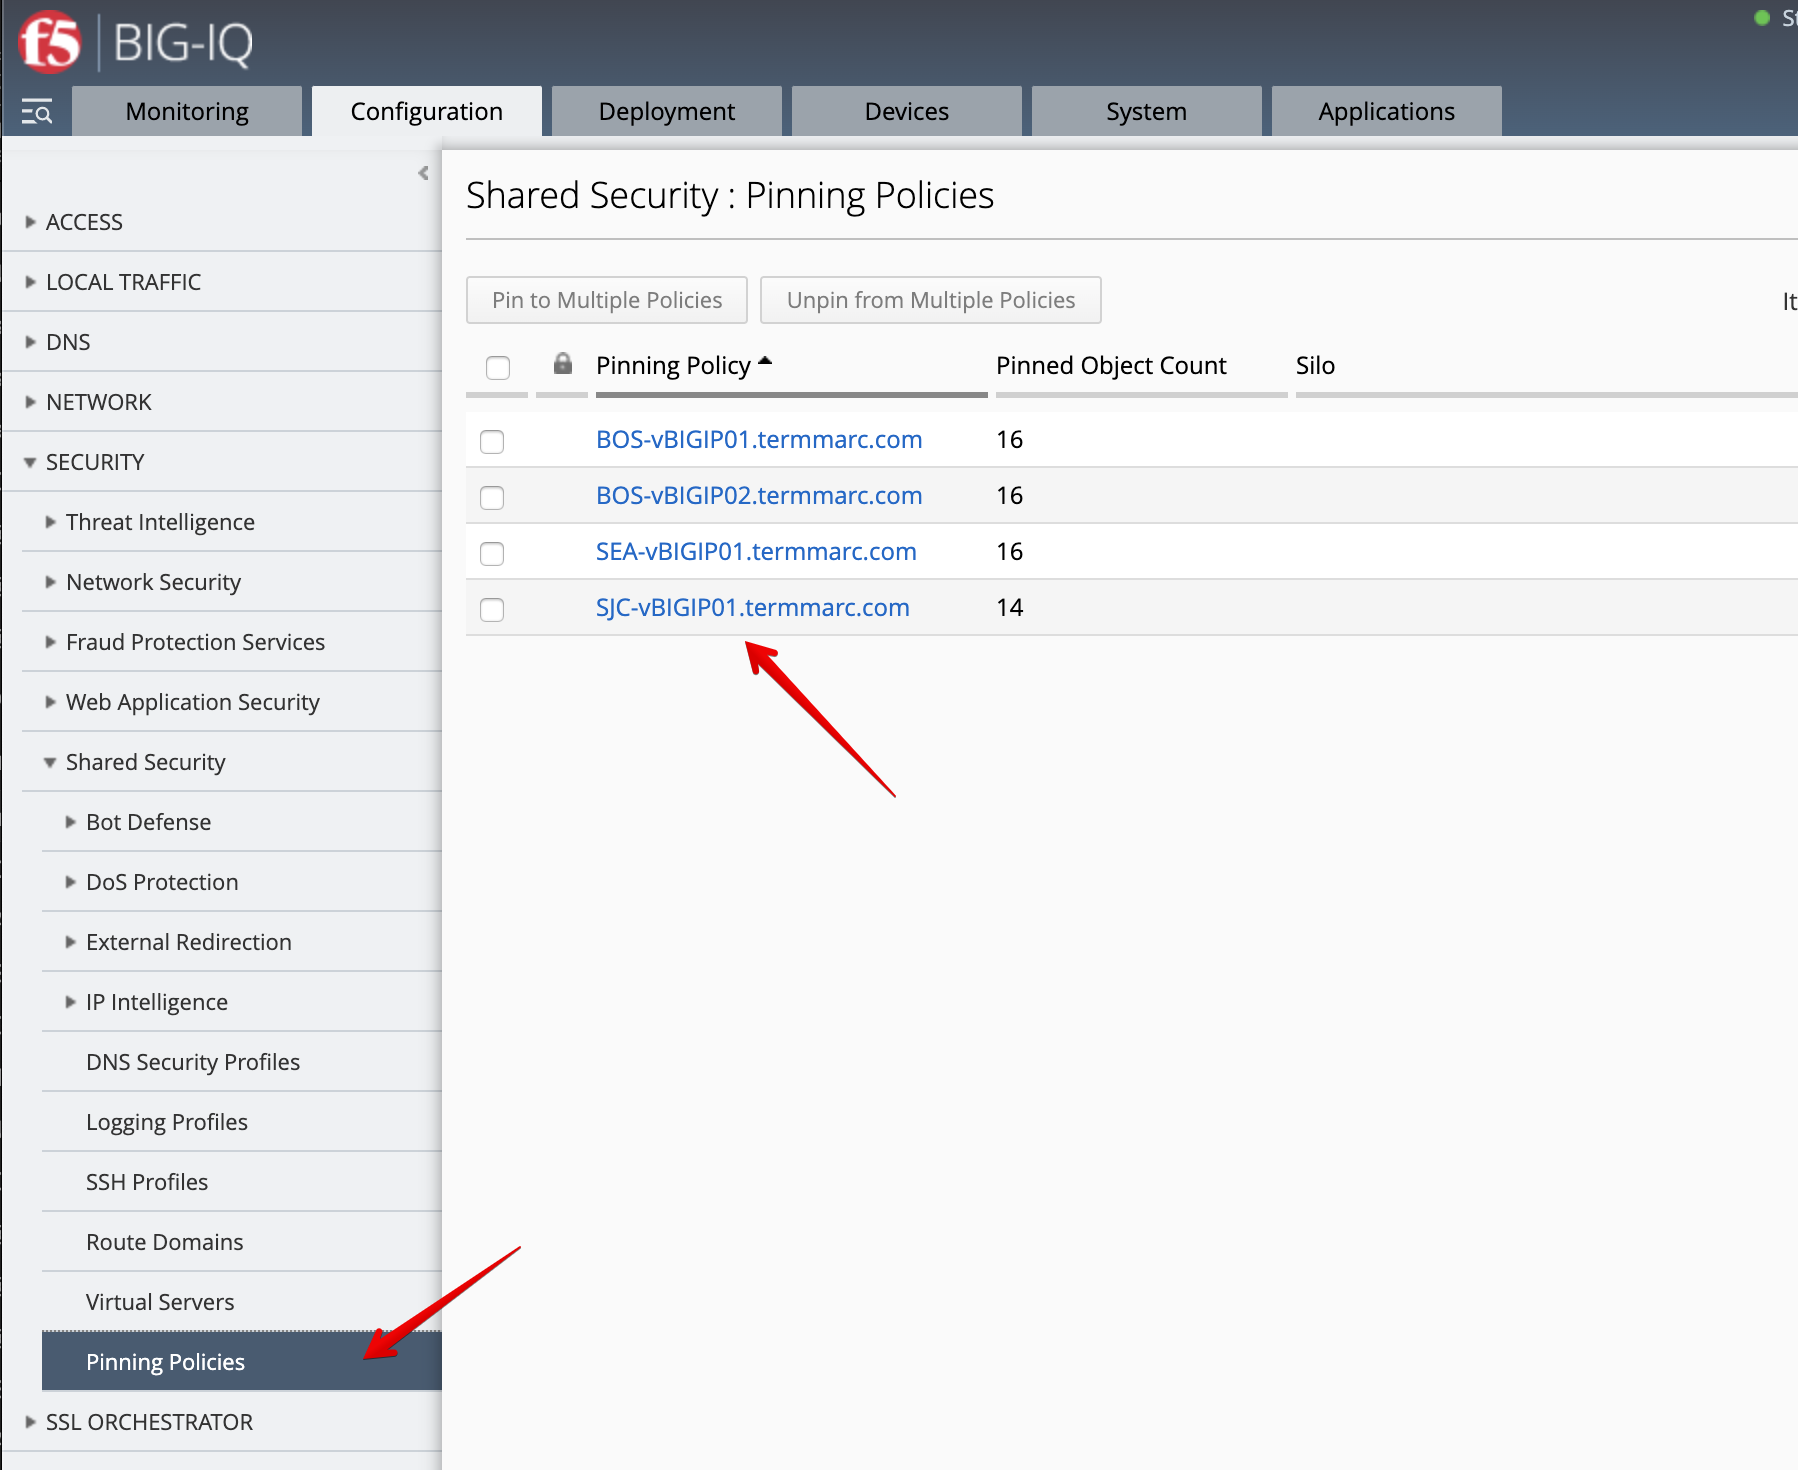 f5 BIG-IQ
Monitoring Configuration Deployment Devices System Applications
ACCESS
LOCAL TRAFFIC
DNS
NETWORK
SECURITY
Threat Intelligence
Network Security
Fraud Protection Services
Web Application Security
Shared Security
Bot Defense
DoS Protection
External Redirection
IP Intelligence
DNS Security Profiles
Logging Profiles
SSH Profiles
Route Domains
Virtual Servers
Pinning Policies
SSL ORCHESTRATOR
Shared Security : Pinning Policies
Pin to Multiple Policies Unpin from Multiple Policies
Pinning Policy Pinned Object Count Silo
BOS-vBIGIP01.termmarc.com 16
BOS-vBIGIP02.termmarc.com 16
SEA-vBIGIP01.termmarc.com 16
SJC-vBIGIP01.termmarc.com 14